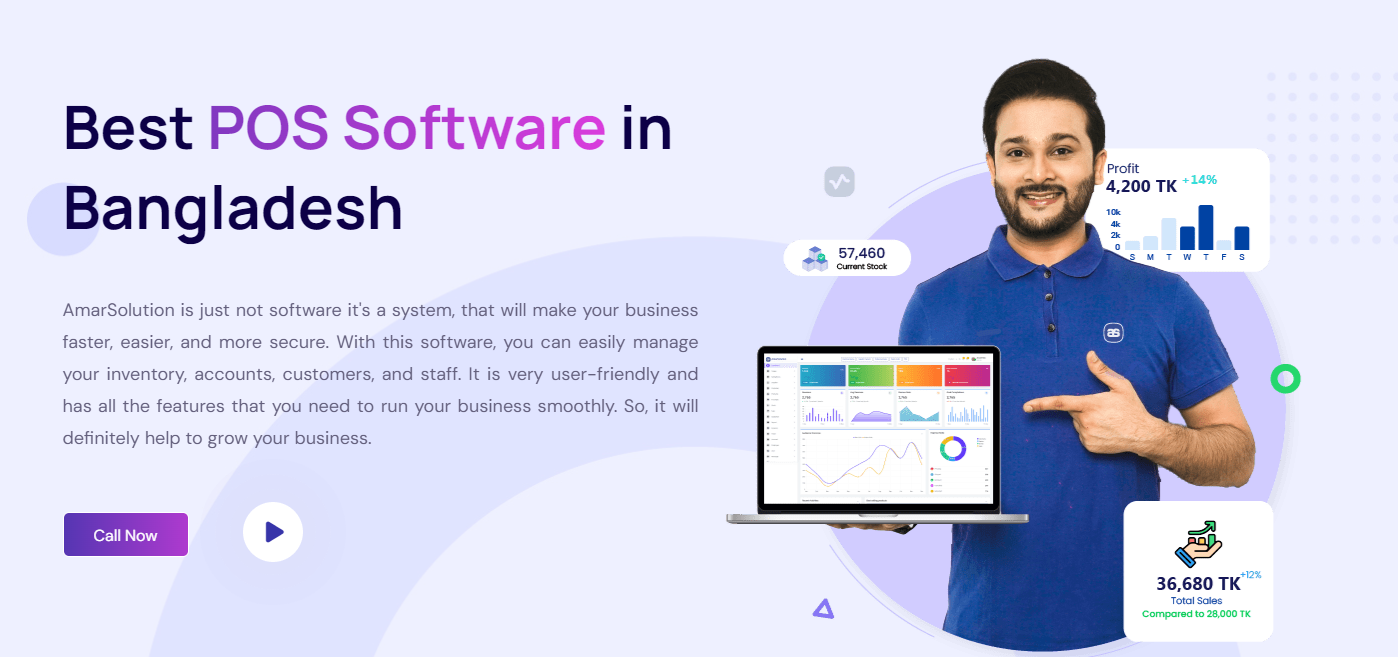 Best POS Software in
Bangladesh
AmarSolution is just not software it's a system, that will make your business
faster, easier, and more secure. With this software, you can easily manage
your inventory, accounts, customers, and staff. It is very user-friendly and
has all the features that you need to run your business smoothly. So, it will
definitely help to grow your business.
Call Now
57,460
Current Stock
Profit
4,200 TK +14%
10k
4k
2k
0
S M T W T F S
as
36,680 TK +12%
Total Sales
Compared to 28,000 TK